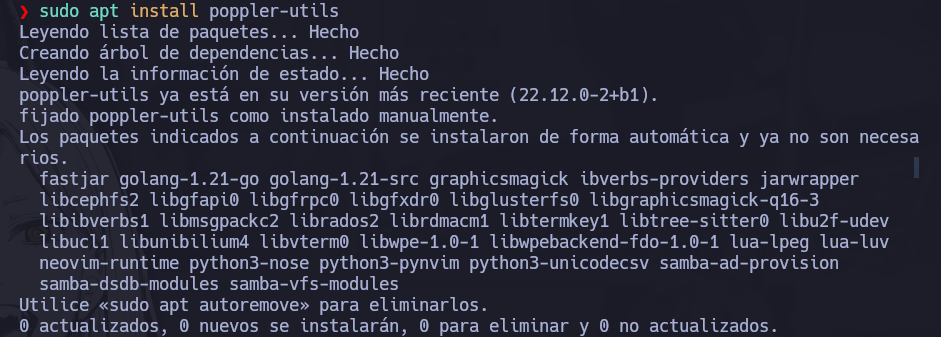 ❯ sudo apt install poppler-utils
Leyendo lista de paquetes... Hecho
Creando árbol de dependencias... Hecho
Leyendo la información de estado... Hecho
poppler-utils ya está en su versión más reciente (22.12.0-2+b1).
fijado poppler-utils como instalado manualmente.
Los paquetes indicados a continuación se instalaron de forma automática y ya no son necesa
rios.
  fastjar golang-1.21-go golang-1.21-src graphicsmagick ibverbs-providers jarwrapper
  libcephfs2 libgfapi0 libgfrpc0 libgfxdr0 libglusterfs0 libgraphicsmagick-q16-3
  libibverbs1 libmsgpackc2 librados2 librdmacm1 libtermkey1 libtree-sitter0 libu2f-udev
  libucl1 libunibilium4 libvterm0 libwpe-1.0-1 libwpebackend-fdo-1.0-1 lua-lpeg lua-luv
  neovim-runtime python3-nose python3-pynvim python3-unicodecsv samba-ad-provision
  samba-dsdb-modules samba-vfs-modules
Utilice «sudo apt autoremove» para eliminarlos.
0 actualizados, 0 nuevos se instalarán, 0 para eliminar y 0 no actualizados.